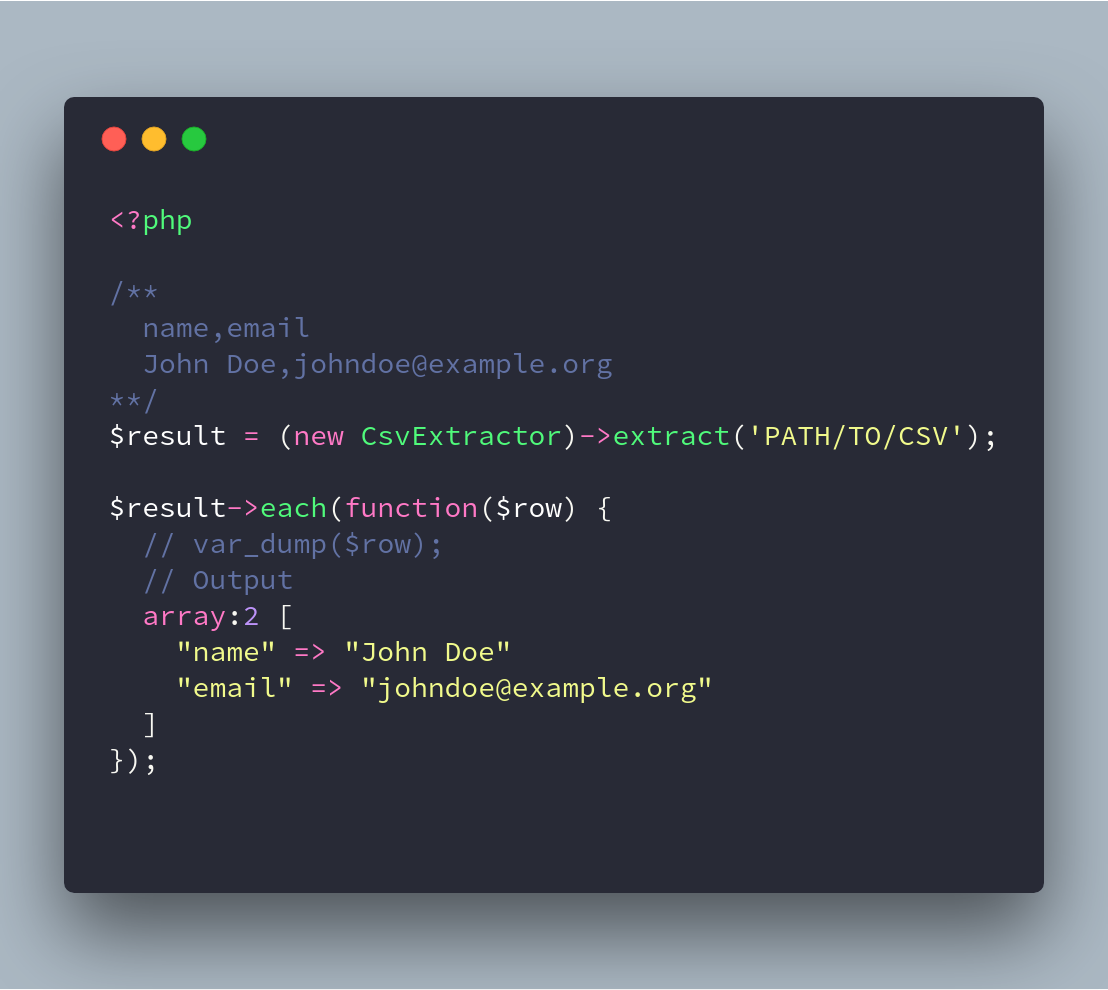 <?php
/**
  name,email
  John Doe,johndoe@example.org
**/
$result = (new CsvExtractor)->extract('PATH/TO/CSV');
$result->each(function($row) {
  // var_dump($row);
  // Output
  array:2 [
    "name" => "John Doe"
    "email" => "johndoe@example.org"
  ]
});